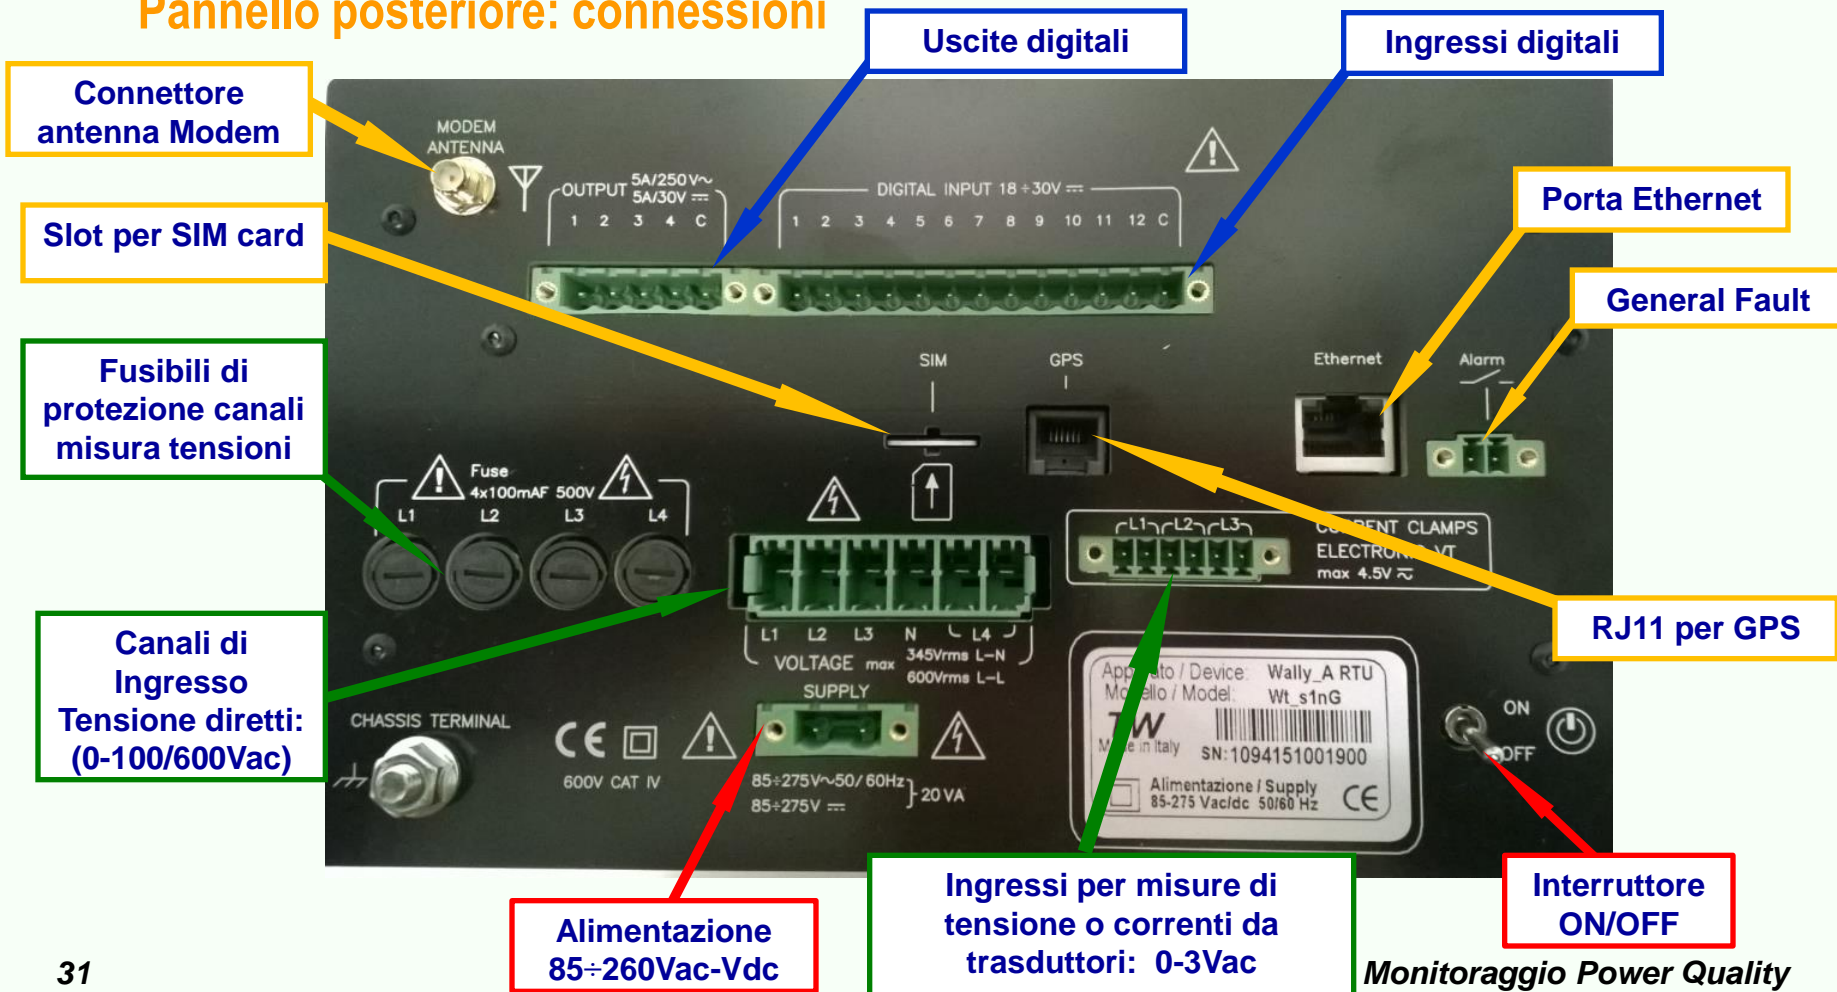 Pannello posteriore: connessioni
Uscite digitali
Ingressi digitali
Connettore
antenna Modem
MODEM
ANTENNA
OUTPUT 5A/250V~
5A/30V ⎓
1 2 3 4 C
DIGITAL INPUT 18÷30V ⎓
1 2 3 4 5 6 7 8 9 10 11 12 C
Porta Ethernet
Slot per SIM card
General Fault
Fusibili di
protezione canali
misura tensioni
SIM
GPS
Ethernet
Alarm
Fuse
4x100mAF 500V
L1 L2 L3 L4
L1 L2 L3
CURRENT CLAMPS
ELECTRONIC VT
max 4.5V
RJ11 per GPS
Canali di
Ingresso
Tensione diretti:
(0-100/600Vac)
L1 L2 L3 N L4
VOLTAGE max 345Vrms L-N
600Vrms L-L
SUPPLY
CHASSIS TERMINAL
CE
600V CAT IV
85÷275V~50/60Hz
85÷275V ⎓
20 VA
Apparato / Device: Wally_A RTU
Modello / Model: Wt_s1nG
TW
Made in Italy
SN:1094151001900
Alimentazione / Supply
85-275 Vac/dc 50/60 Hz
CE
ON
OFF
Alimentazione
85÷260Vac-Vdc
Ingressi per misure di
tensione o correnti da
trasduttori: 0-3Vac
Interruttore
ON/OFF
31
Monitoraggio Power Quality